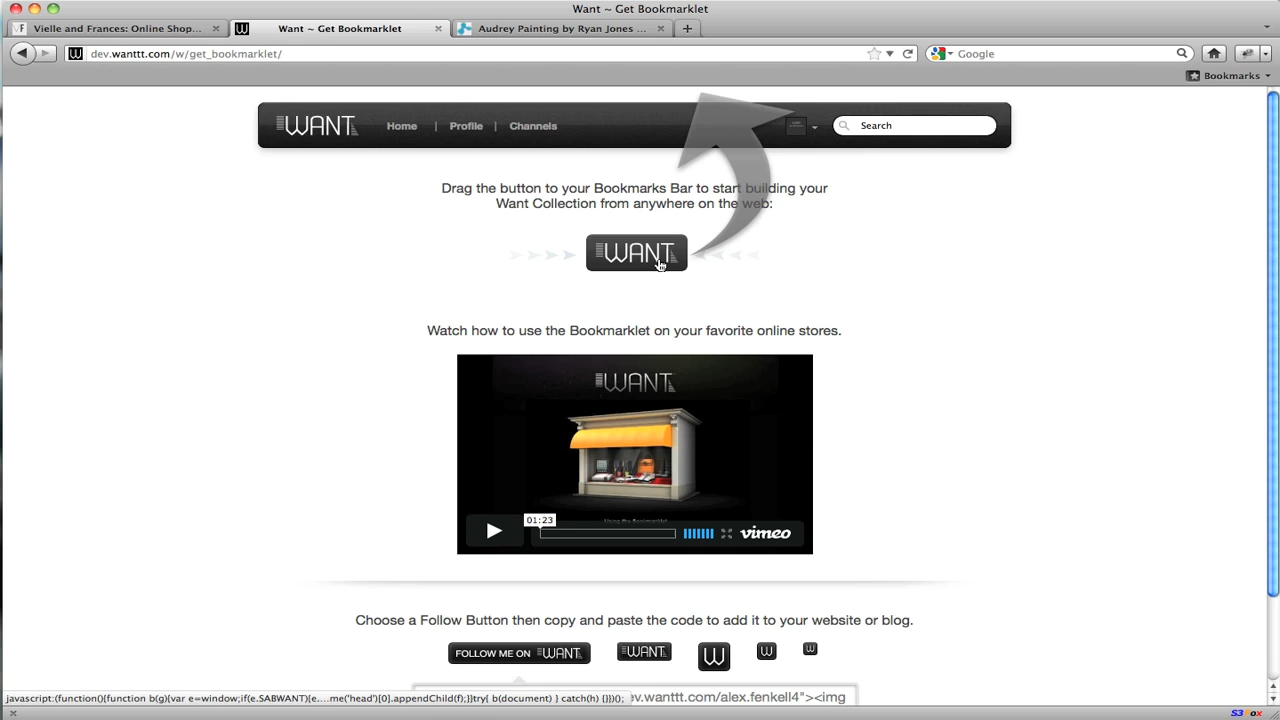 Want ~ Get Bookmarklet
VF Vielle and Frances: Online Shop...
W Want ~ Get Bookmarklet
Audrey Painting by Ryan Jones ...
dev.wanttt.com/w/get_bookmarklet/
Google
Bookmarks
WANT Home | Profile | Channels Search
Drag the button to your Bookmarks Bar to start building your
Want Collection from anywhere on the web:
WANT
Watch how to use the Bookmarklet on your favorite online stores.
WANT
Using the Bookmarklet
01:23
vimeo
Choose a Follow Button then copy and paste the code to add it to your website or blog.
FOLLOW ME ON WANT
WANT
W
W
W
javascript:(function(){function b(g){var e=window;if(e.SABWANT)[e.…me('head')[0].appendChild(f);}}try{ b(document) } catch(h) {}})();
ev.wanttt.com/alex.fenkell4"><img
S3Fox